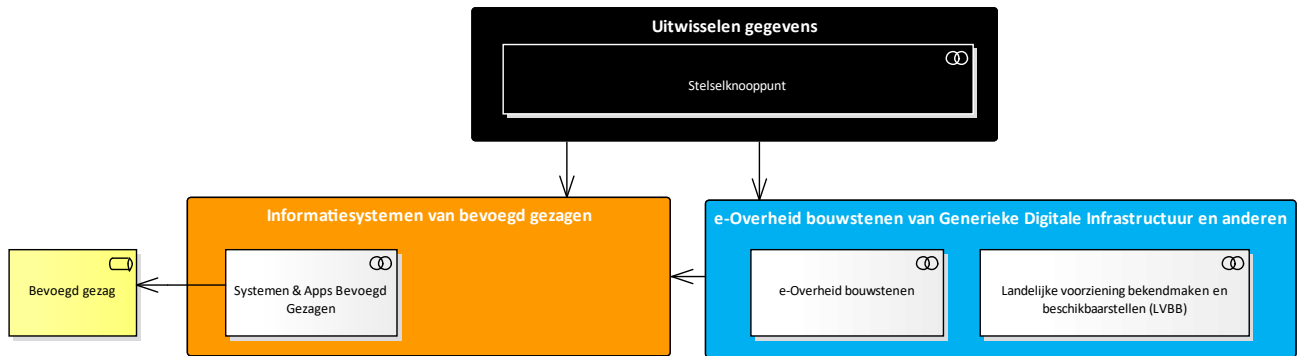 Uitwisselen gegevens
Stelselknooppunt
Informatiesystemen van bevoegd gezagen
e-Overheid bouwstenen van Generieke Digitale Infrastructuur en anderen
Bevoegd gezag
Systemen & Apps Bevoegd
Gezagen
e-Overheid bouwstenen
Landelijke voorziening bekendmaken en
beschikbaarstellen (LVBB)